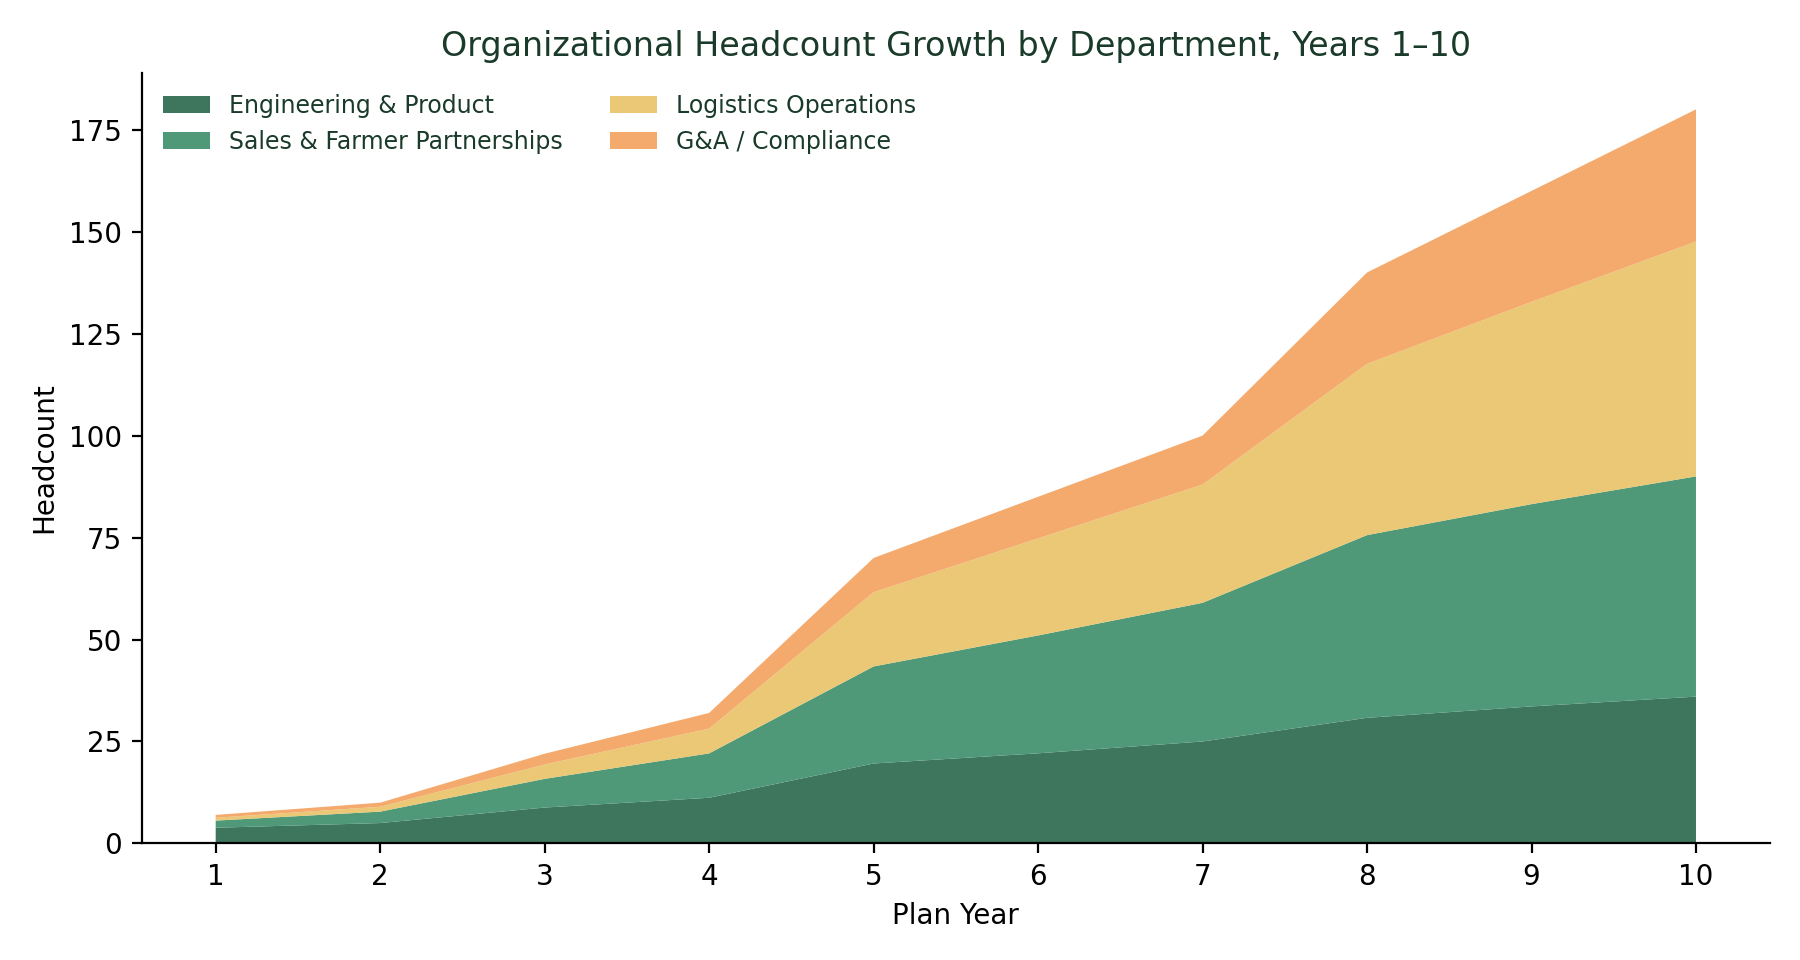 Organizational Headcount Growth by Department, Years 1–10
Engineering & Product
Sales & Farmer Partnerships
Logistics Operations
G&A / Compliance
Headcount
175
150
125
100
75
50
25
0
1 2 3 4 5 6 7 8 9 10
Plan Year